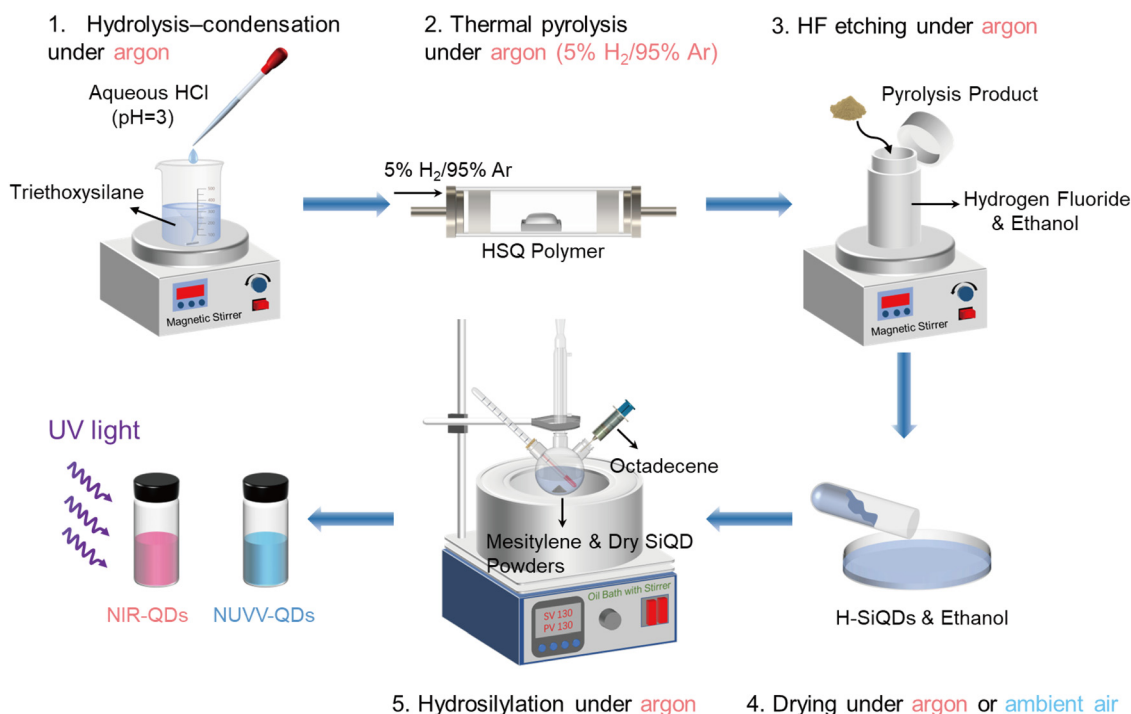 1. Hydrolysis–condensation
under argon
Aqueous HCl
(pH=3)
Triethoxysilane
Magnetic Stirrer
2. Thermal pyrolysis
under argon (5% H₂/95% Ar)
5% H₂/95% Ar
HSQ Polymer
3. HF etching under argon
Pyrolysis Product
Hydrogen Fluoride
& Ethanol
Magnetic Stirrer
H-SiQDs & Ethanol
4. Drying under argon or ambient air
Octadecene
Mesitylene & Dry SiQD
Powders
Oil Bath with Stirrer
SV 130
PV 130
5. Hydrosilylation under argon
UV light
NIR-QDs
NUVV-QDs